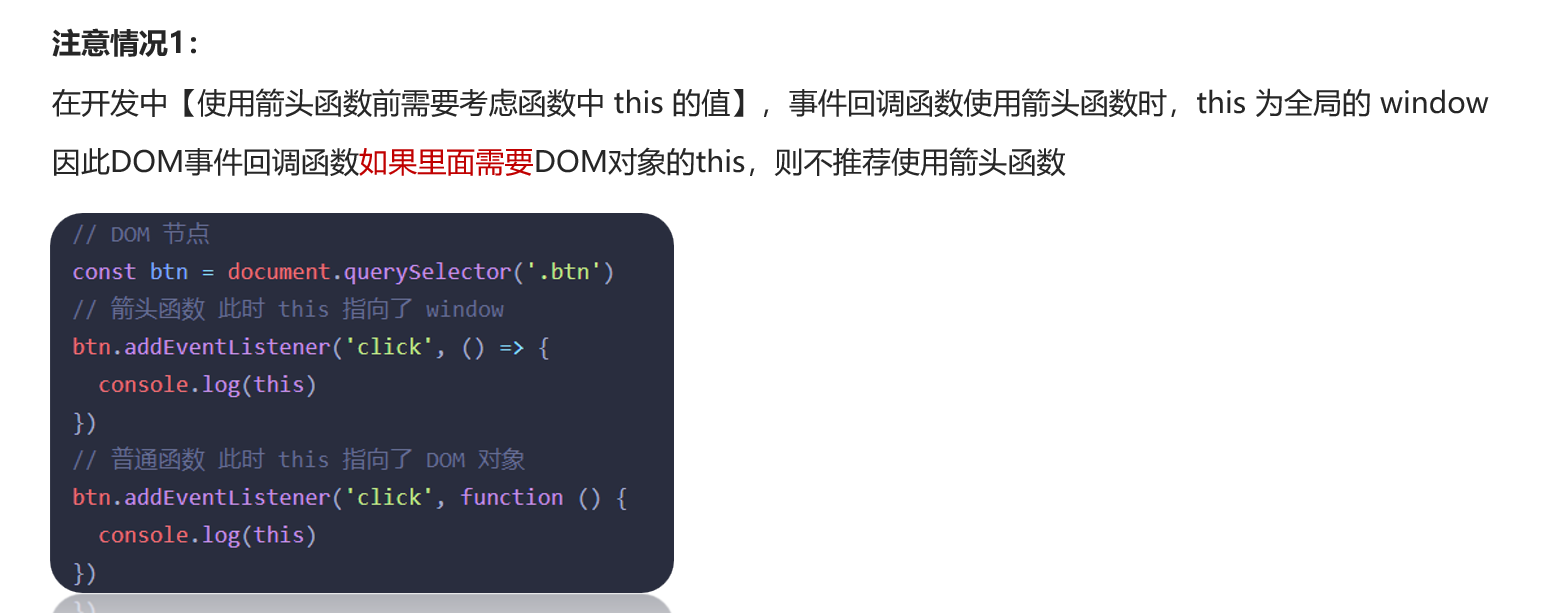 注意情况1：
在开发中【使用箭头函数前需要考虑函数中 this 的值】，事件回调函数使用箭头函数时，this 为全局的 window
因此DOM事件回调函数如果里面需要DOM对象的this，则不推荐使用箭头函数
// DOM 节点
const btn = document.querySelector('.btn')
// 箭头函数 此时 this 指向了 window
btn.addEventListener('click', () => {
  console.log(this)
})
// 普通函数 此时 this 指向了 DOM 对象
btn.addEventListener('click', function () {
  console.log(this)
})